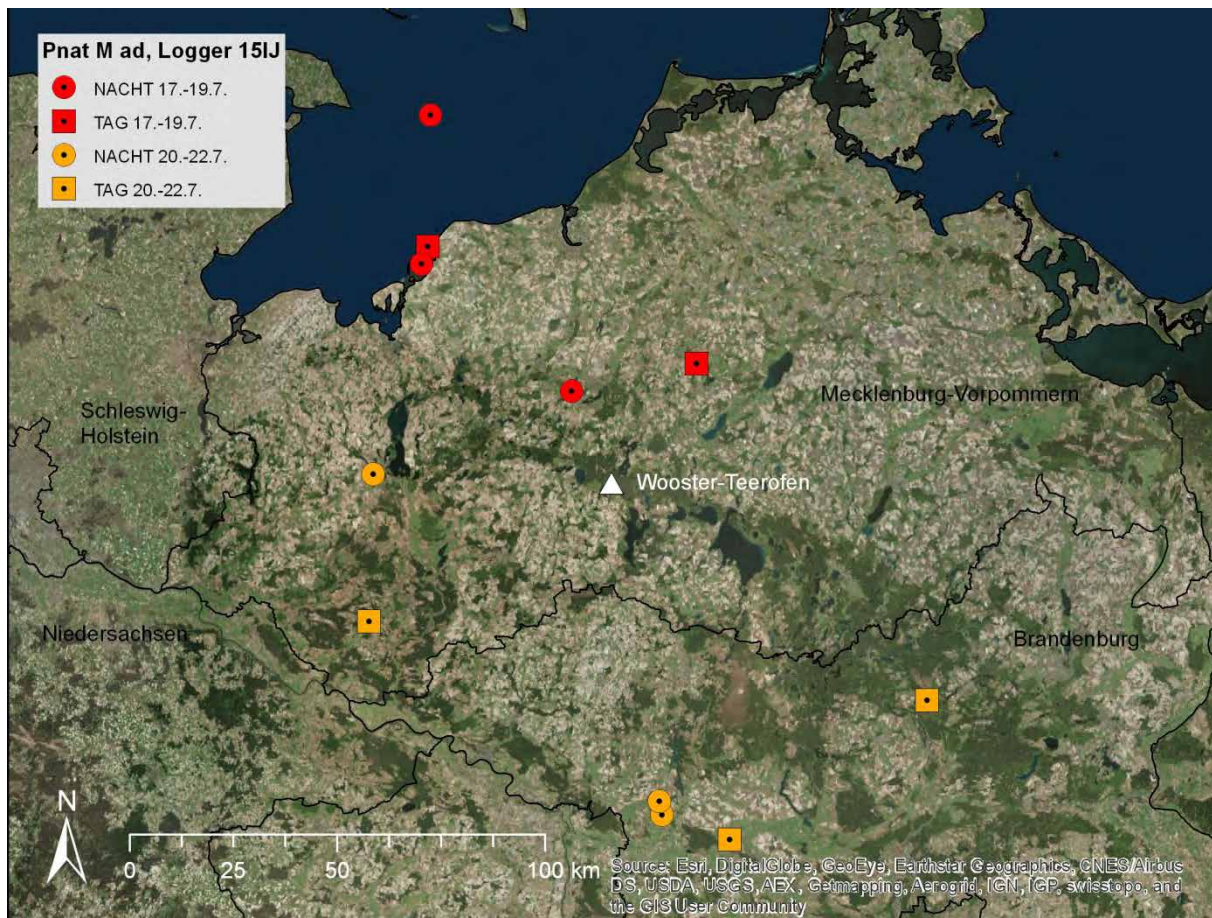 Pnat M ad, Logger 15IJ
NACHT 17.-19.7.
TAG 17.-19.7.
NACHT 20.-22.7.
TAG 20.-22.7.
Schleswig-
Holstein
Mecklenburg-Vorpommern
Wooster-Teerofen
Niedersachsen
Brandenburg
N
0 25 50 100 km
Source: Esri, DigitalGlobe, GeoEye, Earthstar Geographics, CNES/Airbus
DS, USDA, USGS, AEX, Getmapping, Aerogrid, IGN, IGP, swisstopo, and
the GIS User Community